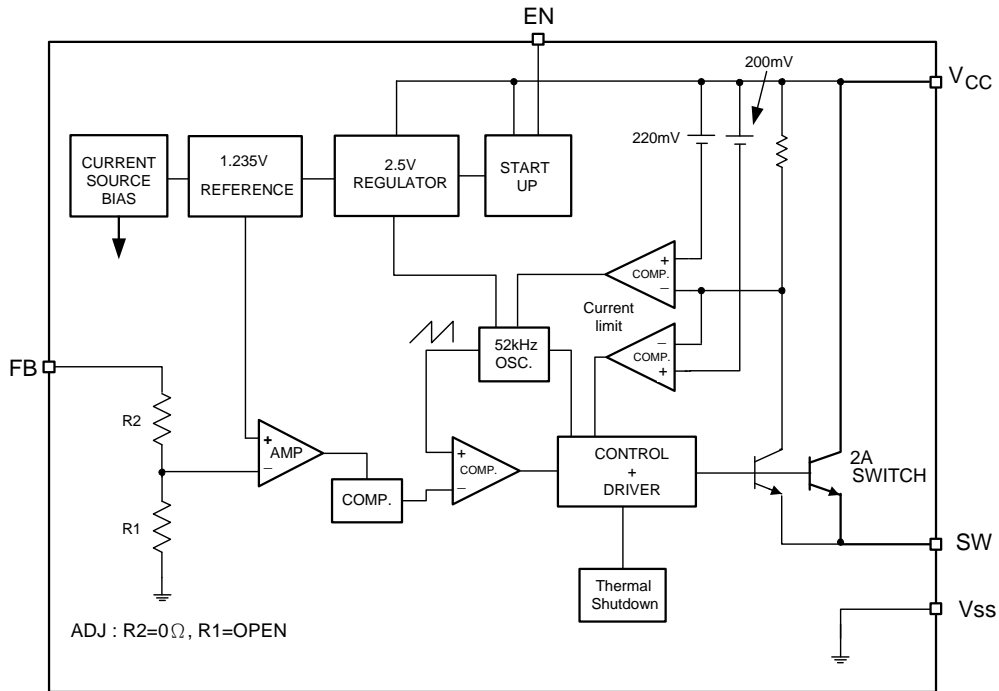 EN
200mV
VCC
220mV
CURRENT
SOURCE
BIAS
1.235V
REFERENCE
2.5V
REGULATOR
START
UP
+
COMP.
−
Current
limit
−
COMP.
+
52kHz
OSC.
FB
R2
+
AMP
−
COMP.
+
COMP.
−
CONTROL
+
DRIVER
2A
SWITCH
R1
SW
Thermal
Shutdown
Vss
ADJ : R2=0Ω, R1=OPEN